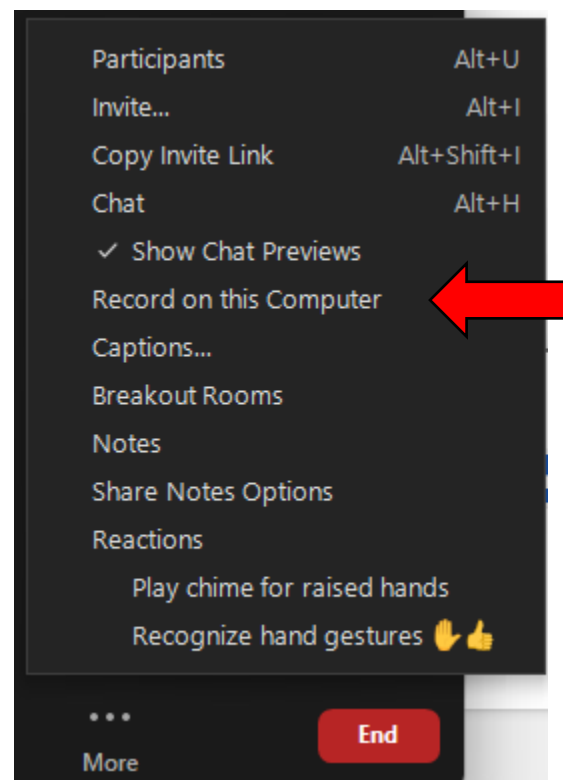 Participants Alt+U
Invite... Alt+I
Copy Invite Link Alt+Shift+I
Chat Alt+H
✓ Show Chat Previews
Record on this Computer
Captions...
Breakout Rooms
Notes
Share Notes Options
Reactions
Play chime for raised hands
Recognize hand gestures ✋👍
More
End